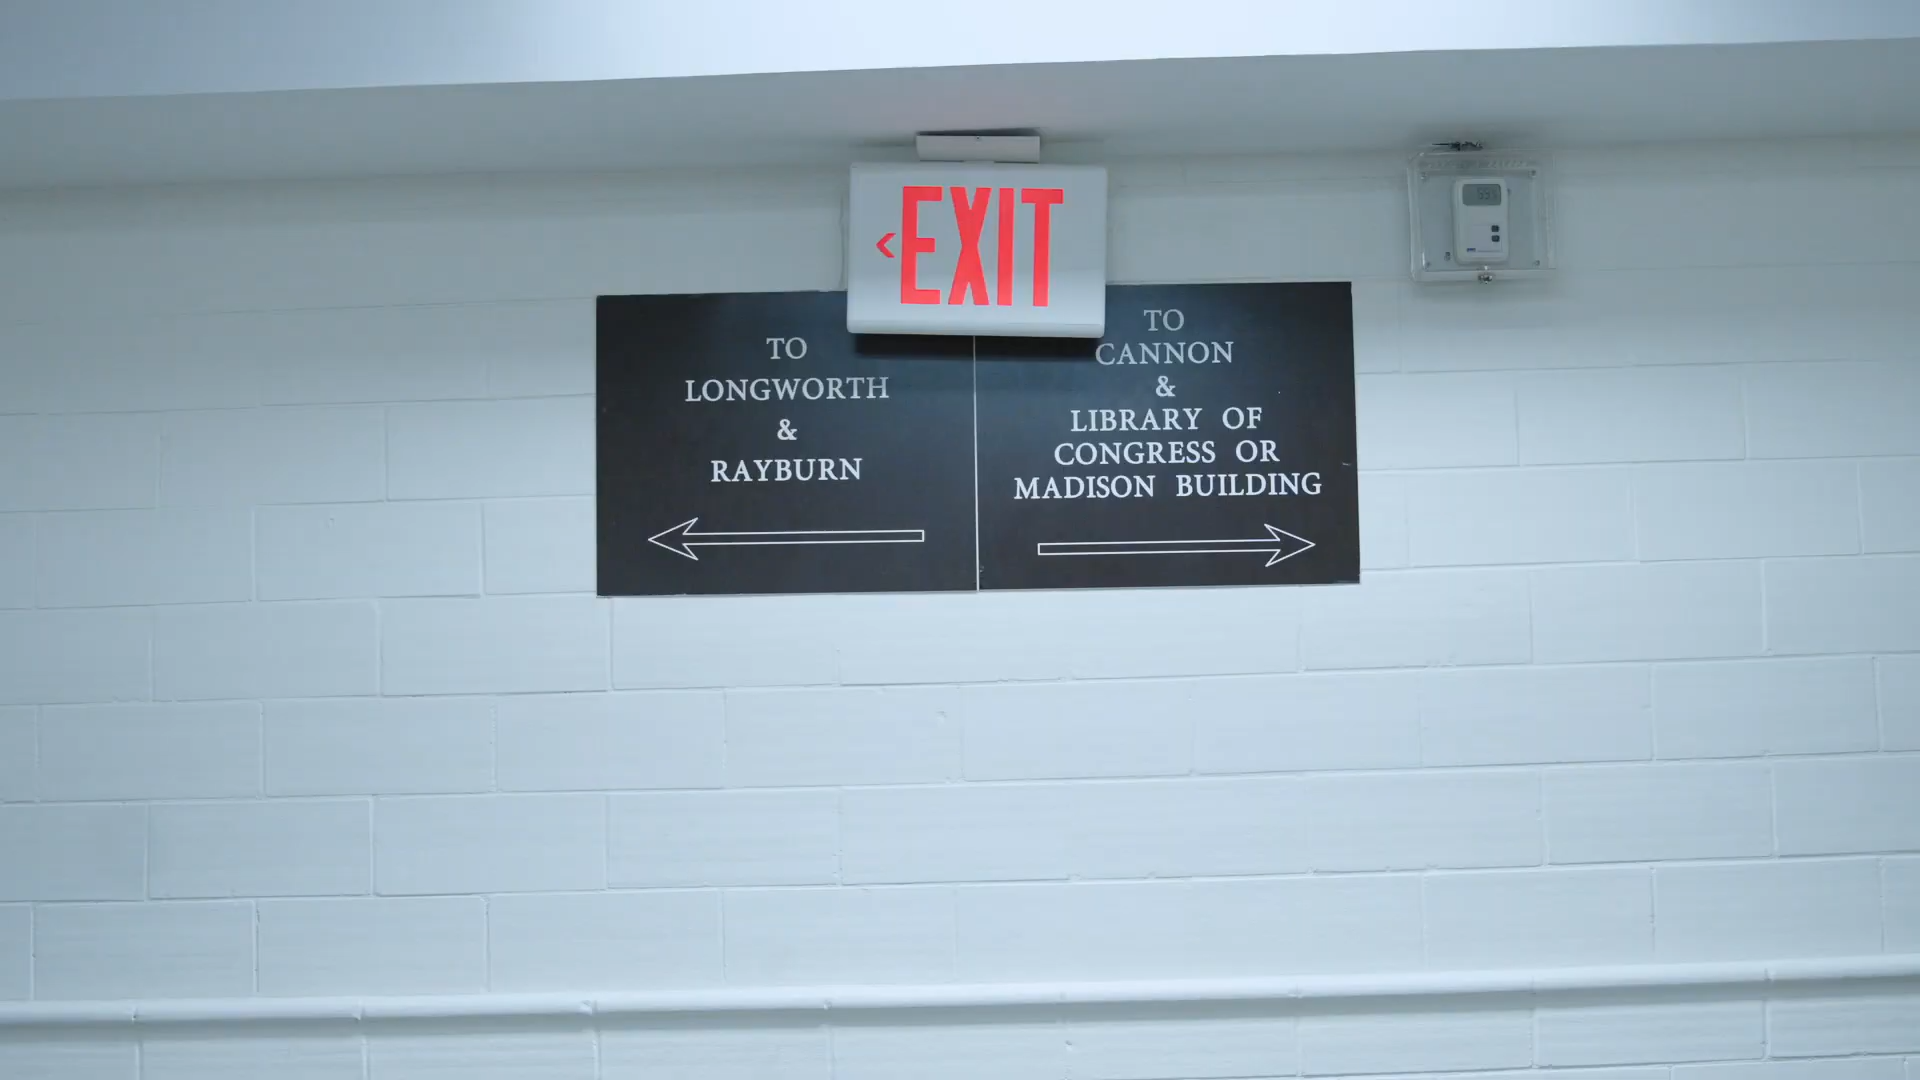 <EXIT
TO
LONGWORTH
&
RAYBURN
TO
CANNON
&
LIBRARY OF
CONGRESS OR
MADISON BUILDING